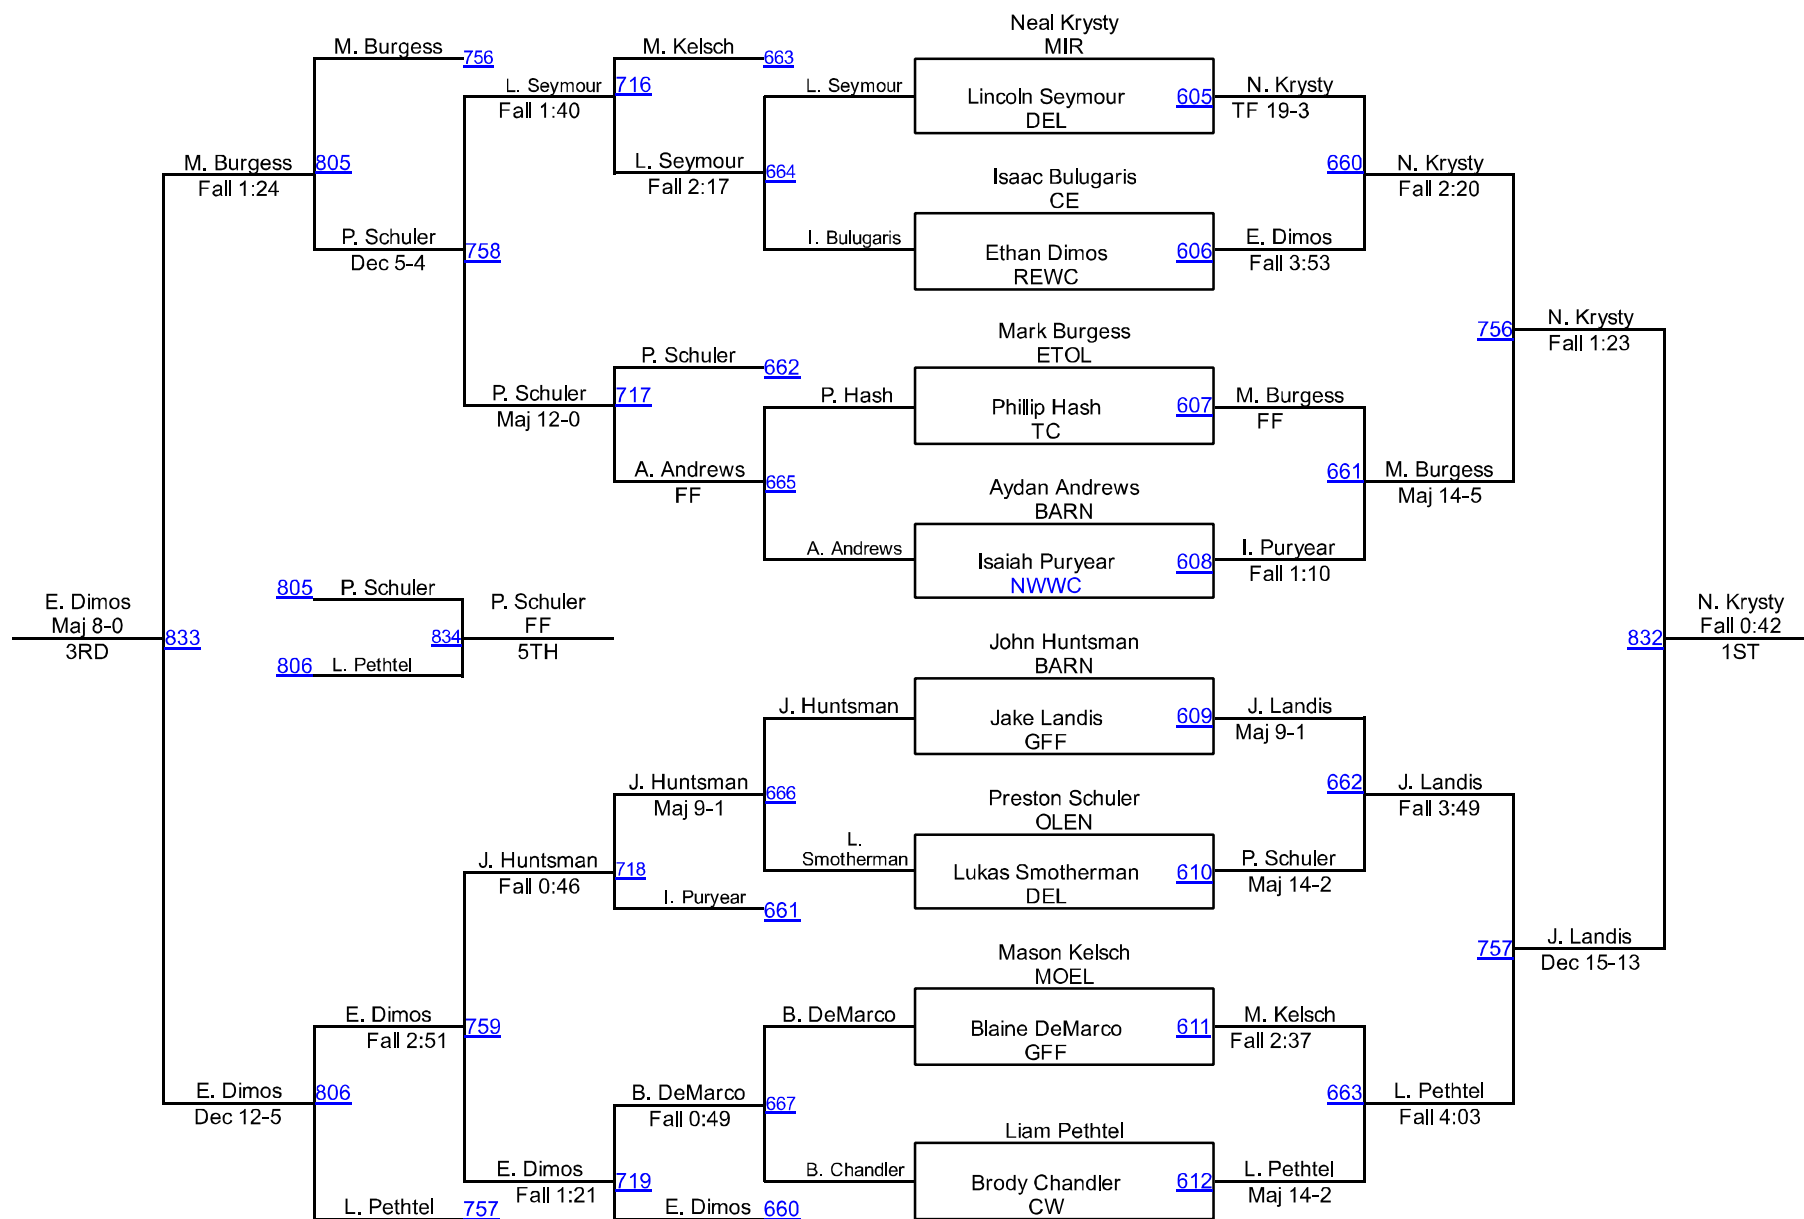 Neal Krysty
M. Burgess
756
M. Kelsch
663
MIR
L. Seymour
Fall 1:40
716
L. Seymour
Lincoln Seymour
DEL
605
N. Krysty
TF 19-3
M. Burgess
Fall 1:24
805
L. Seymour
Fall 2:17
664
Isaac Bulugaris
CE
660
N. Krysty
Fall 2:20
P. Schuler
Dec 5-4
758
I. Bulugaris
Ethan Dimos
REWC
606
E. Dimos
Fall 3:53
Mark Burgess
ETOL
756
N. Krysty
Fall 1:23
P. Schuler
662
P. Schuler
Maj 12-0
717
P. Hash
Phillip Hash
TC
607
M. Burgess
FF
A. Andrews
FF
665
Aydan Andrews
BARN
661
M. Burgess
Maj 14-5
A. Andrews
Isaiah Puryear
NWWC
608
I. Puryear
Fall 1:10
805
P. Schuler
E. Dimos
Maj 8-0
3RD
833
834
P. Schuler
FF
5TH
806
L. Pethtel
832
N. Krysty
Fall 0:42
1ST
John Huntsman
BARN
J. Huntsman
Jake Landis
GFF
609
J. Landis
Maj 9-1
J. Huntsman
Maj 9-1
666
Preston Schuler
OLEN
662
J. Landis
Fall 3:49
L.
Smotherman
Lukas Smotherman
DEL
610
P. Schuler
Maj 14-2
J. Huntsman
Fall 0:46
718
I. Puryear
661
Mason Kelsch
MOEL
757
J. Landis
Dec 15-13
E. Dimos
Fall 2:51
759
B. DeMarco
Blaine DeMarco
GFF
611
M. Kelsch
Fall 2:37
E. Dimos
Dec 12-5
806
B. DeMarco
Fall 0:49
667
Liam Pethtel
663
L. Pethtel
Fall 4:03
E. Dimos
Fall 1:21
719
B. Chandler
Brody Chandler
CW
612
L. Pethtel
Maj 14-2
L. Pethtel
757
E. Dimos
660